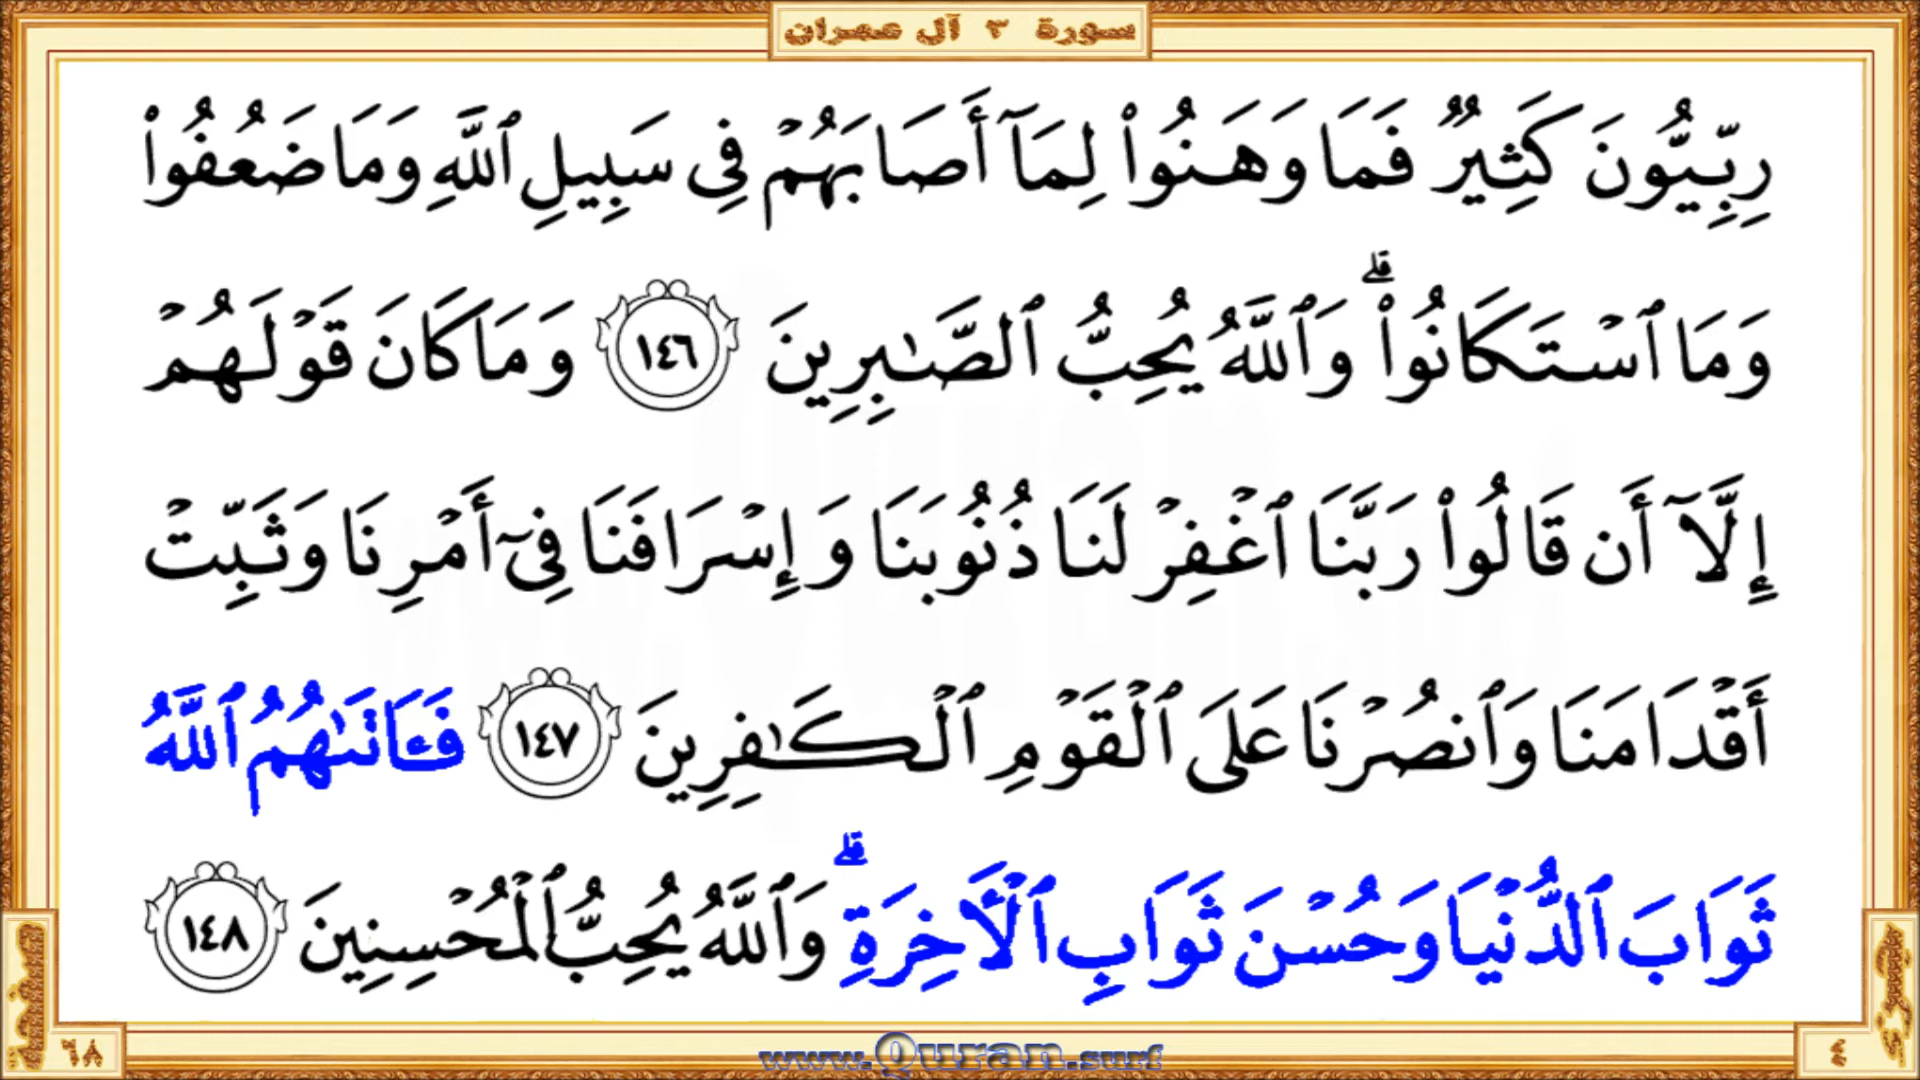 سورة ٣ آل عمران
رِبِّيُّونَ كَثِيرٌ فَمَا وَهَنُوا۟ لِمَآ أَصَابَهُمْ فِى سَبِيلِ ٱللَّهِ وَمَا ضَعُفُوا۟
وَمَا ٱسْتَكَانُوا۟ ۗ وَٱللَّهُ يُحِبُّ ٱلصَّـٰبِرِينَ ١٤٦ وَمَا كَانَ قَوْلَهُمْ
إِلَّآ أَن قَالُوا۟ رَبَّنَا ٱغْفِرْ لَنَا ذُنُوبَنَا وَإِسْرَافَنَا فِىٓ أَمْرِنَا وَثَبِّتْ
أَقْدَامَنَا وَٱنصُرْنَا عَلَى ٱلْقَوْمِ ٱلْكَـٰفِرِينَ ١٤٧ فَـَٔاتَىٰهُمُ ٱللَّهُ
ثَوَابَ ٱلدُّنْيَا وَحُسْنَ ثَوَابِ ٱلْـَٔاخِرَةِ ۗ وَٱللَّهُ يُحِبُّ ٱلْمُحْسِنِينَ ١٤٨
صفحة ٦٨
www.Quran.surf
٤